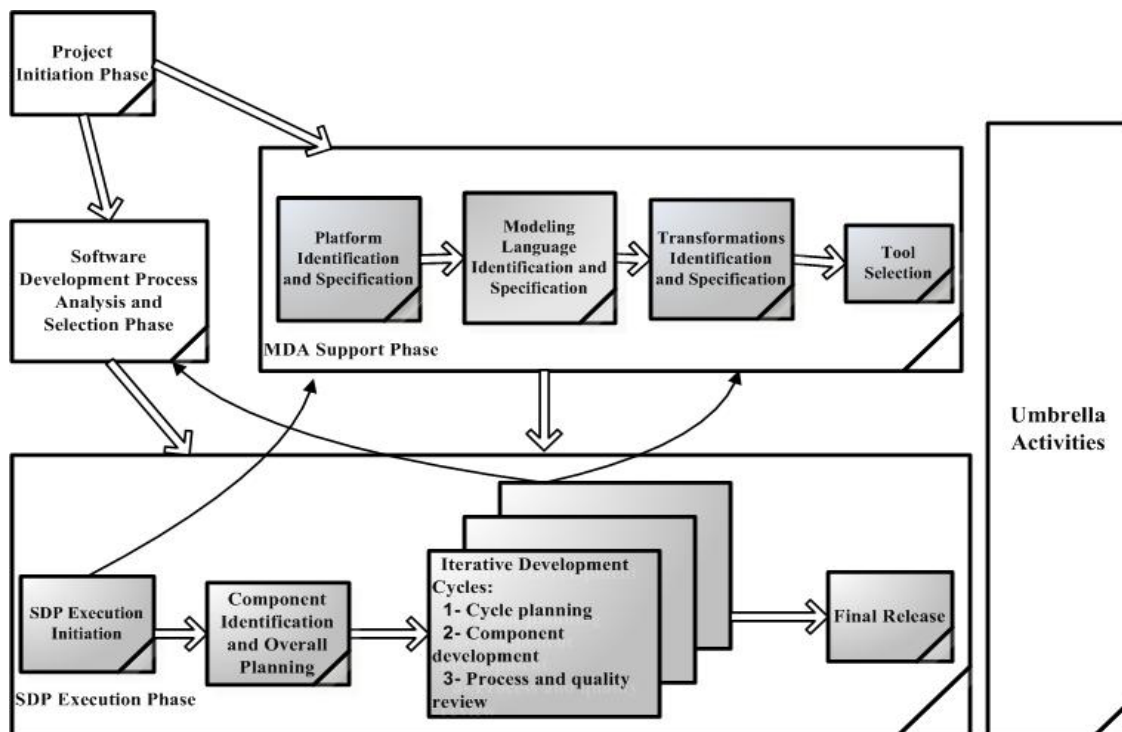 Project
Initiation Phase
Software
Development Process
Analysis and
Selection Phase
Platform
Identification
and Specification
Modeling
Language
Identification and
Specification
Transformations
Identification
and Specification
Tool
Selection
MDA Support Phase
Umbrella
Activities
SDP Execution
Initiation
Component
Identification
and Overall
Planning
Iterative Development
Cycles:
1- Cycle planning
2- Component
development
3- Process and quality
review
Final Release
SDP Execution Phase